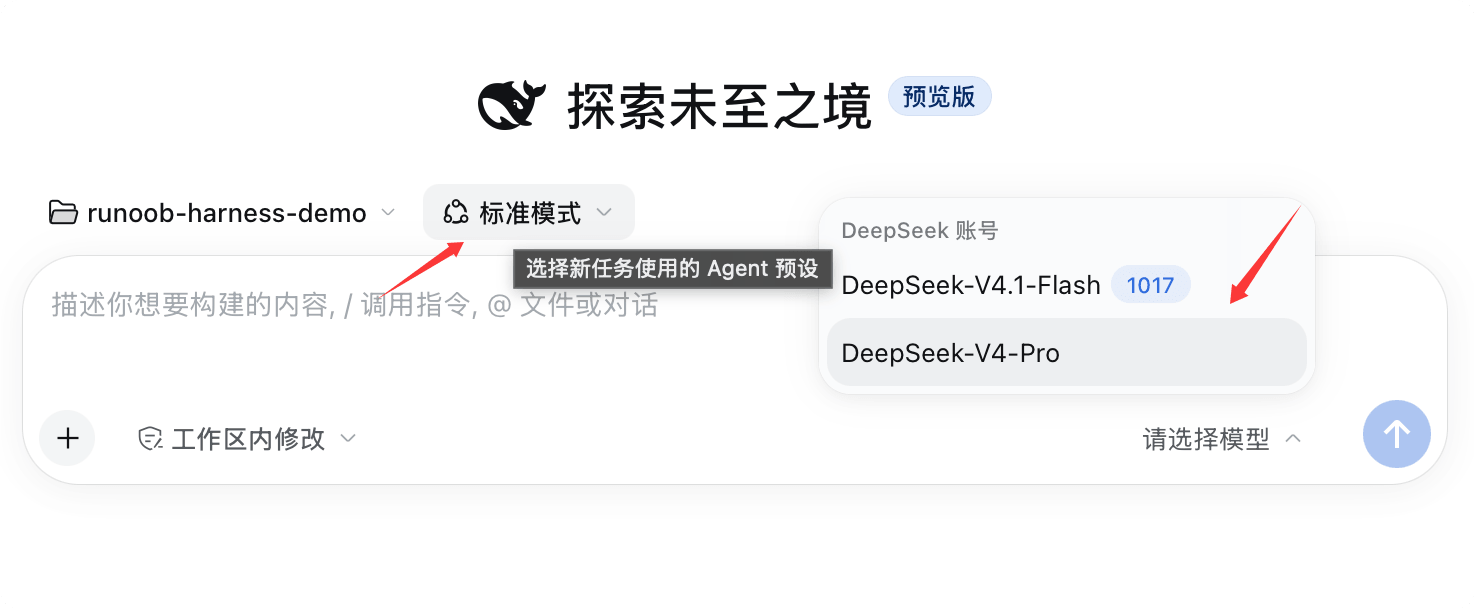 探索未至之境 预览版
runoob-harness-demo 标准模式
选择新任务使用的 Agent 预设
描述你想要构建的内容, / 调用指令, @ 文件或对话
DeepSeek 账号
DeepSeek-V4.1-Flash 1017
DeepSeek-V4-Pro
工作区内修改
请选择模型